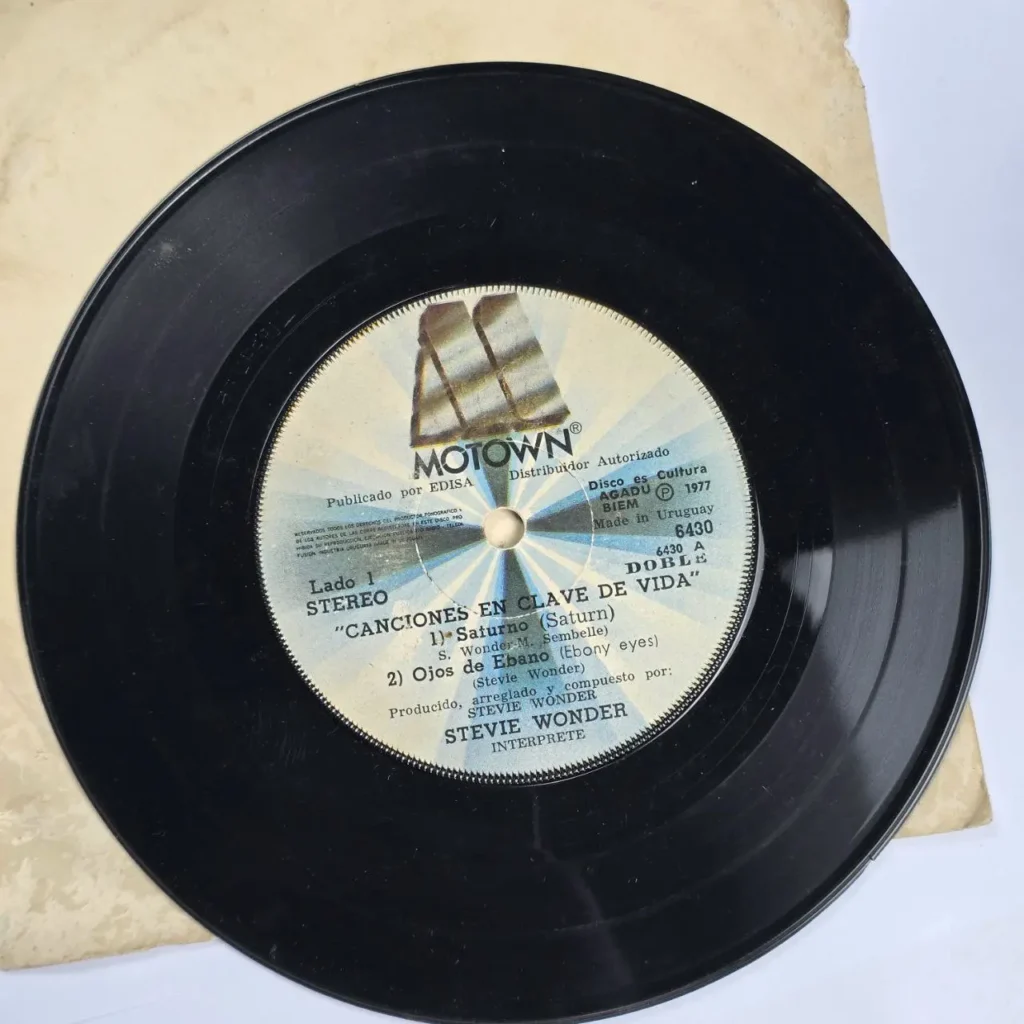 MOTOWN®
Publicado por EDISA Distribuidor Autorizado
Disco es Cultura
AGADU Ⓟ 1977
BIEM
Made in Uruguay
6430
6430 A
DOBLE
Lado 1
STEREO
"CANCIONES EN CLAVE DE VIDA"
1) Saturno (Saturn)
S. Wonder-M. Sembelle)
2) Ojos de Ebano (Ebony eyes)
(Stevie Wonder)
Producido, arreglado y compuesto por:
STEVIE WONDER
STEVIE WONDER
INTERPRETE